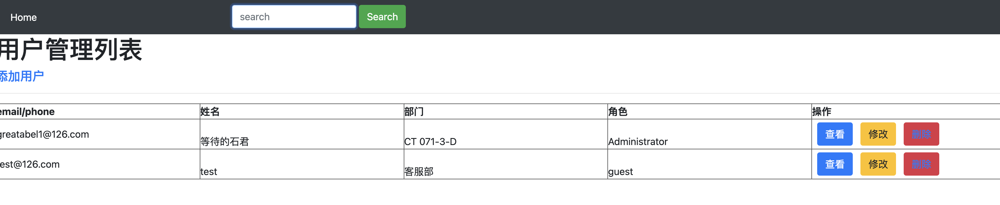 Home search Search
用户管理列表
添加用户
email/phone 姓名 部门 角色 操作
greatabel1@126.com 等待的石君 CT 071-3-D Administrator 查看 修改 删除
est@126.com test 客服部 guest 查看 修改 删除